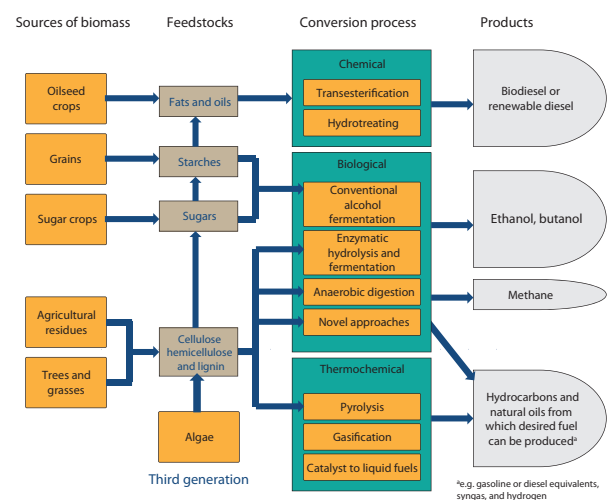 Sources of biomass
Feedstocks
Conversion process
Products
Oilseed
crops
Grains
Sugar crops
Agricultural
residues
Trees and
grasses
Fats and oils
Starches
Sugars
Cellulose
hemicellulose
and lignin
Algae
Third generation
Chemical
Transesterification
Hydrotreating
Biological
Conventional
alcohol
fermentation
Enzymatic
hydrolysis and
fermentation
Anaerobic digestion
Novel approaches
Thermochemical
Pyrolysis
Gasification
Catalyst to liquid fuels
Biodiesel or
renewable diesel
Ethanol, butanol
Methane
Hydrocarbons and
natural oils from
which desired fuel
can be producedᵃ
ᵃe.g. gasoline or diesel equivalents,
syngas, and hydrogen